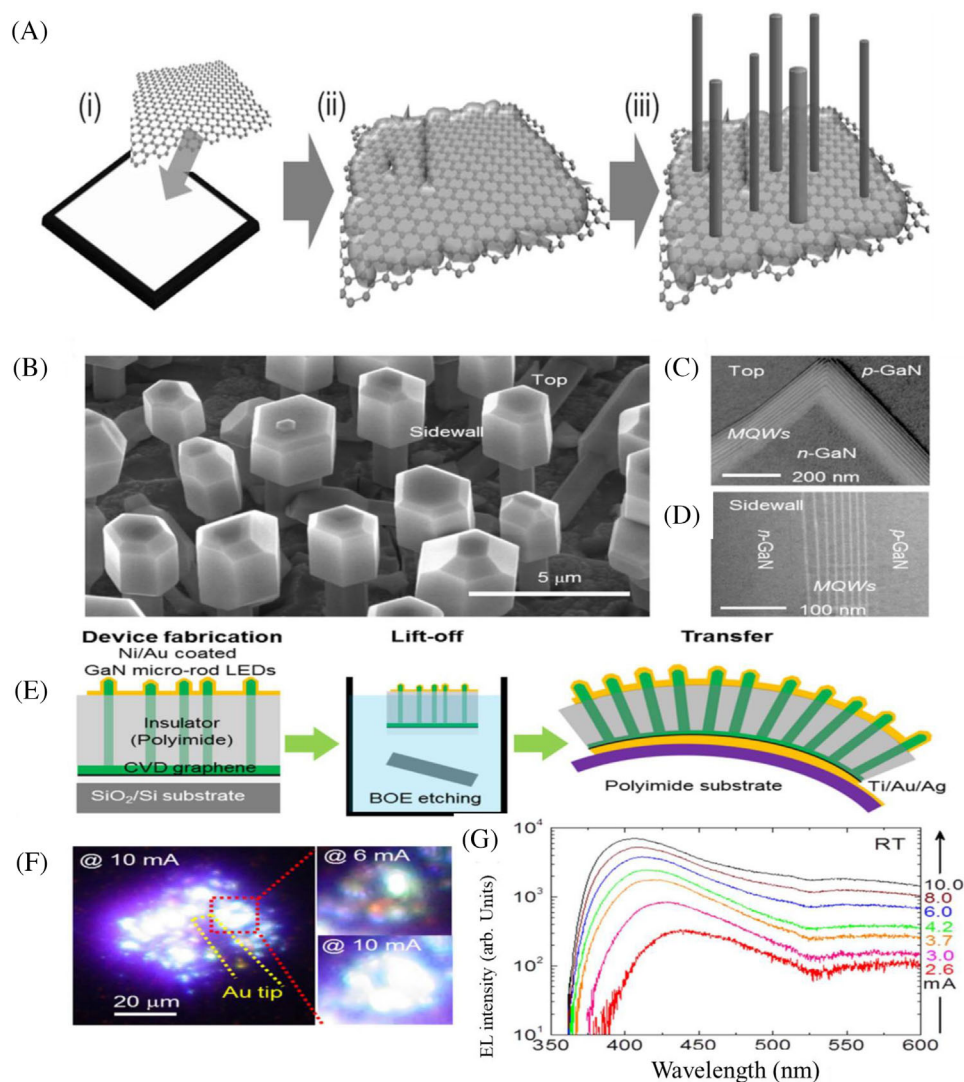 (A)
(i)
(ii)
(iii)
(B)
Top
Sidewall
5 μm
(C)
Top
p-GaN
MQWs
n-GaN
200 nm
(D)
Sidewall
n-GaN
p-GaN
MQWs
100 nm
(E)
Device fabrication
Ni/Au coated
GaN micro-rod LEDs
Insulator
(Polyimide)
CVD graphene
SiO2/Si substrate
Lift-off
BOE etching
Transfer
Polyimide substrate
Ti/Au/Ag
(F)
@ 10 mA
Au tip
20 μm
@ 6 mA
@ 10 mA
(G)
EL intensity (arb. Units)
10⁴
10³
10²
10¹
RT
10.0
8.0
6.0
4.2
3.7
3.0
2.6
mA
350 400 450 500 550 600
Wavelength (nm)